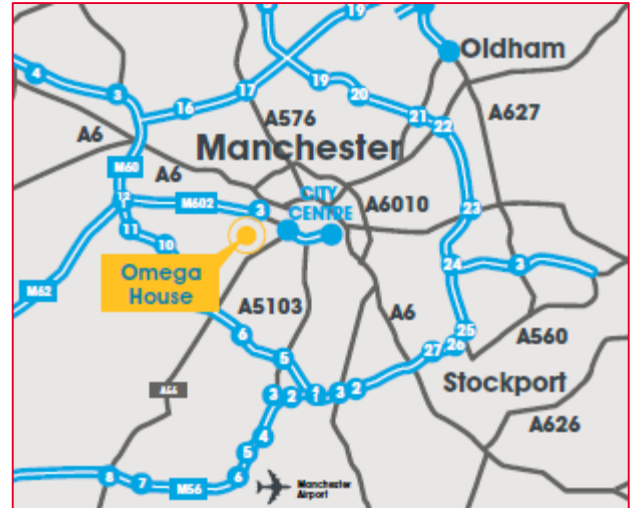 19
Oldham
4
3
19
20
16
17
21
22
A627
A576
A6
Manchester
M60
A6
12
M602
3
CITY
CENTRE
A6010
23
11
10
24
3
Omega
House
M62
A5103
A6
25
A560
6
5
27
26
Stockport
A56
3
2
1
3
2
A626
4
5
6
8
7
M56
Manchester
Airport